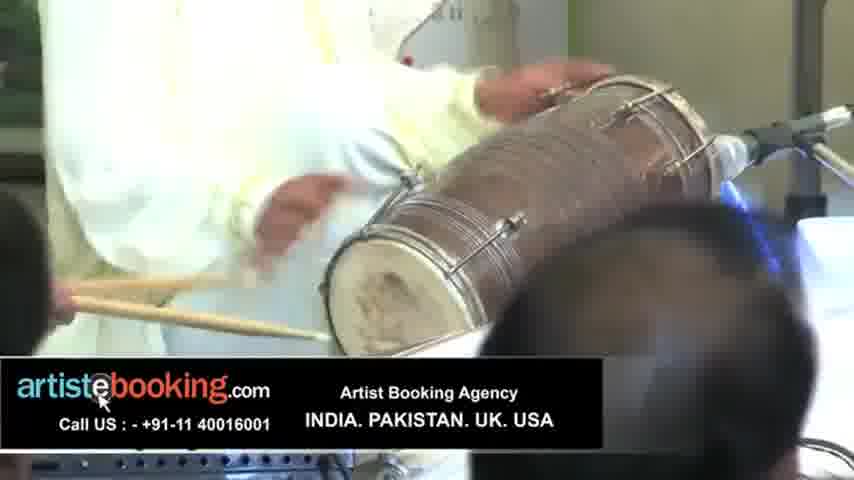 artistebooking.com
Call US : - +91-11 40016001
Artist Booking Agency
INDIA. PAKISTAN. UK. USA